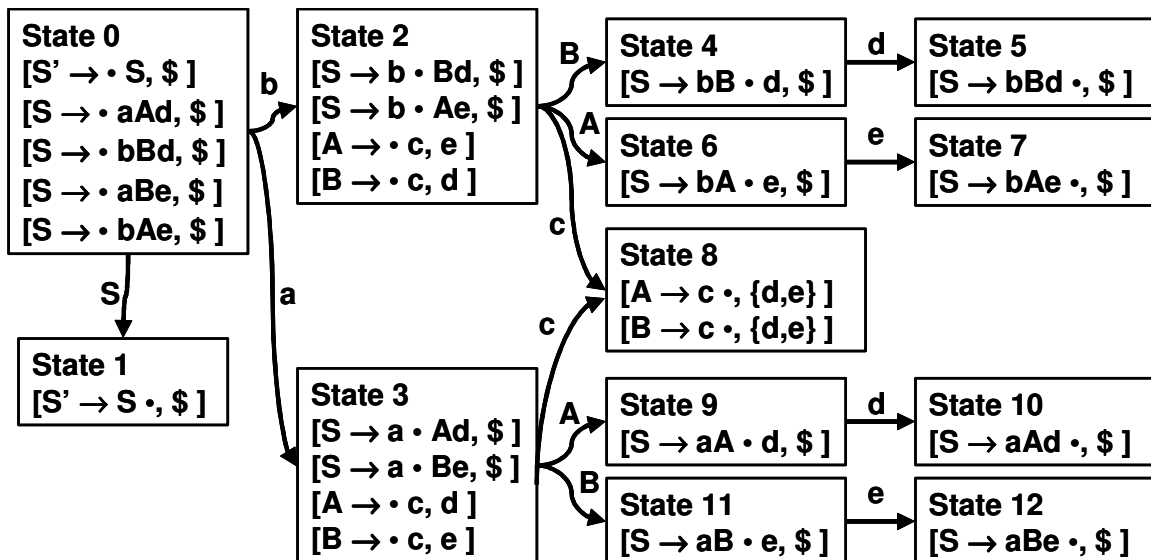 State 0
[S’ → • S, $ ]
[S → • aAd, $ ]
[S → • bBd, $ ]
[S → • aBe, $ ]
[S → • bAe, $ ]
S
State 1
[S’ → S •, $ ]
b
a
State 2
[S → b • Bd, $ ]
[S → b • Ae, $ ]
[A → • c, e ]
[B → • c, d ]
State 3
[S → a • Ad, $ ]
[S → a • Be, $ ]
[A → • c, d ]
[B → • c, e ]
B
A
c
c
A
B
State 4
[S → bB • d, $ ]
d
State 5
[S → bBd •, $ ]
State 6
[S → bA • e, $ ]
e
State 7
[S → bAe •, $ ]
State 8
[A → c •, {d,e} ]
[B → c •, {d,e} ]
State 9
[S → aA • d, $ ]
d
State 10
[S → aAd •, $ ]
State 11
[S → aB • e, $ ]
e
State 12
[S → aBe •, $ ]